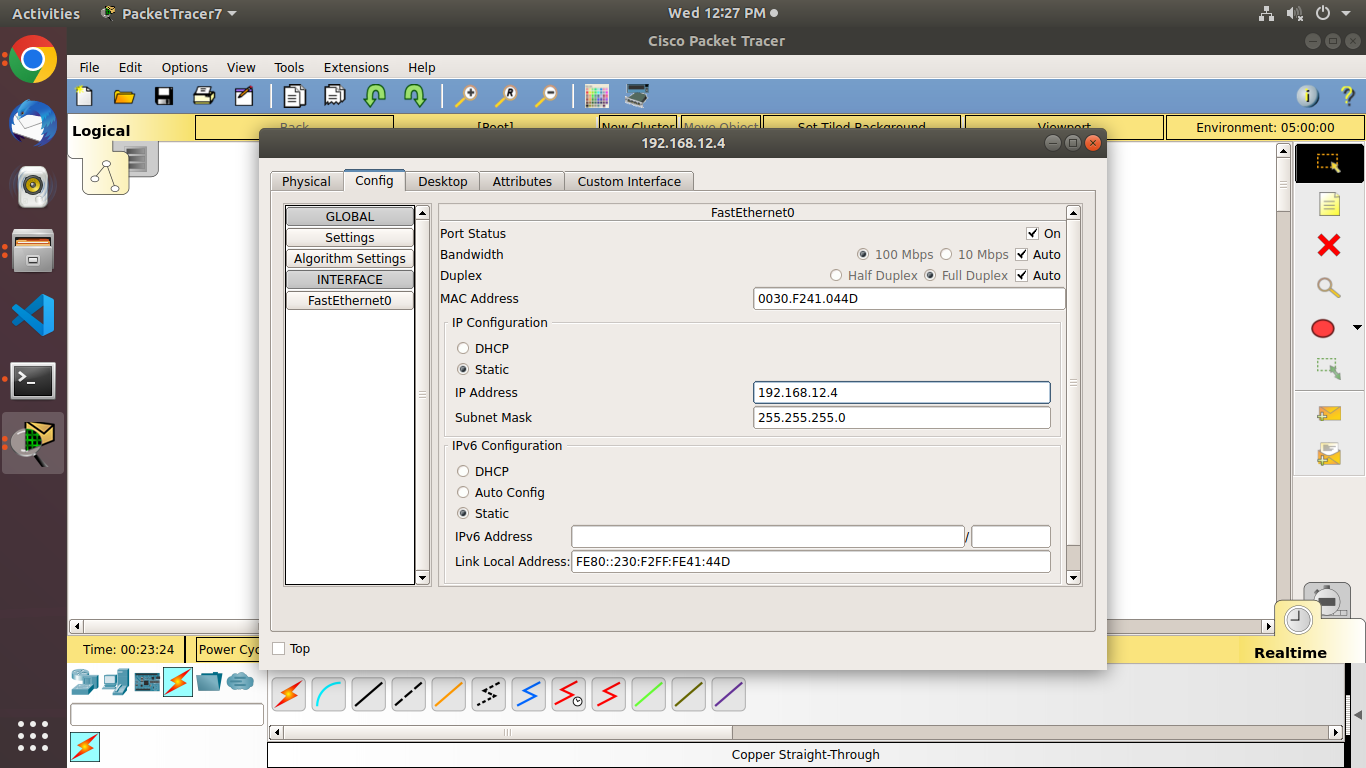 Activities PacketTracer7 Wed 12:27 PM
Cisco Packet Tracer
File Edit Options View Tools Extensions Help
R i ?
Logical Back [Root] New Cluster Move Object Set Tiled Background Viewport Environment: 05:00:00
192.168.12.4
Physical Config Desktop Attributes Custom Interface
GLOBAL
Settings
Algorithm Settings
INTERFACE
FastEthernet0
FastEthernet0
Port Status On
Bandwidth 100 Mbps 10 Mbps Auto
Duplex Half Duplex Full Duplex Auto
MAC Address 0030.F241.044D
IP Configuration
DHCP
Static
IP Address 192.168.12.4
Subnet Mask 255.255.255.0
IPv6 Configuration
DHCP
Auto Config
Static
IPv6 Address /
Link Local Address: FE80::230:F2FF:FE41:44D
Top
Time: 00:23:24 Power Cyc
Realtime
Copper Straight-Through